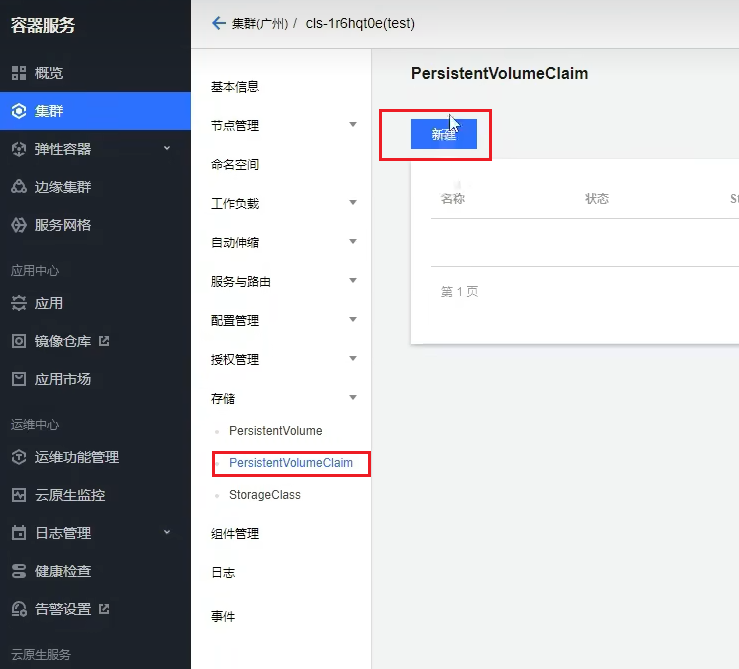 容器服务
概览
集群
弹性容器
边缘集群
服务网格
应用中心
应用
镜像仓库
应用市场
运维中心
运维功能管理
云原生监控
日志管理
健康检查
告警设置
云原生服务
集群(广州) / cls-1r6hqt0e(test)
基本信息
节点管理
命名空间
工作负载
自动伸缩
服务与路由
配置管理
授权管理
存储
PersistentVolume
PersistentVolumeClaim
StorageClass
组件管理
日志
事件
PersistentVolumeClaim
新建
名称 状态 St
第 1 页